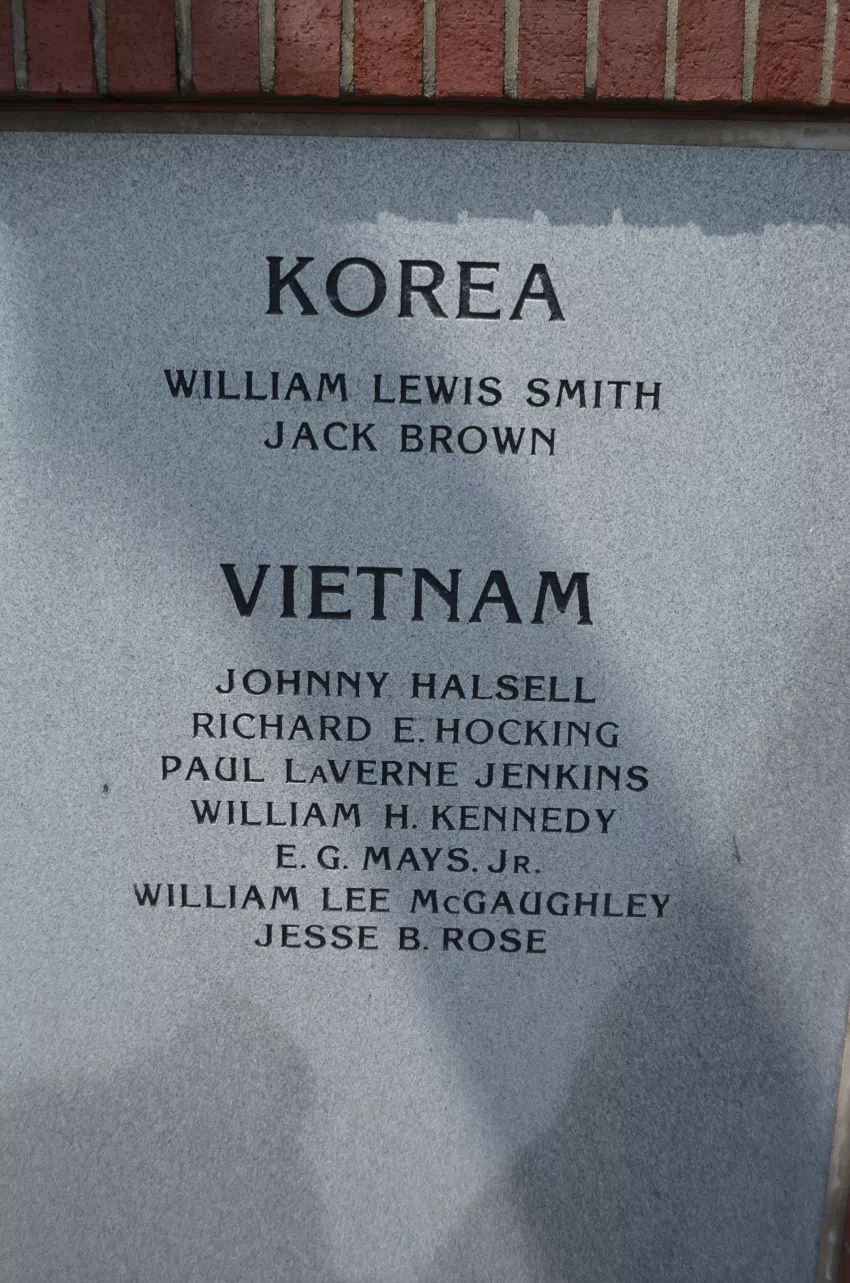 KOREA
WILLIAM LEWIS SMITH
JACK BROWN
VIETNAM
JOHNNY HALSELL
RICHARD E. HOCKING
PAUL LAVERNE JENKINS
WILLIAM H. KENNEDY
E. G. MAYS. JR.
WILLIAM LEE McGAUGHLEY
JESSE B. ROSE